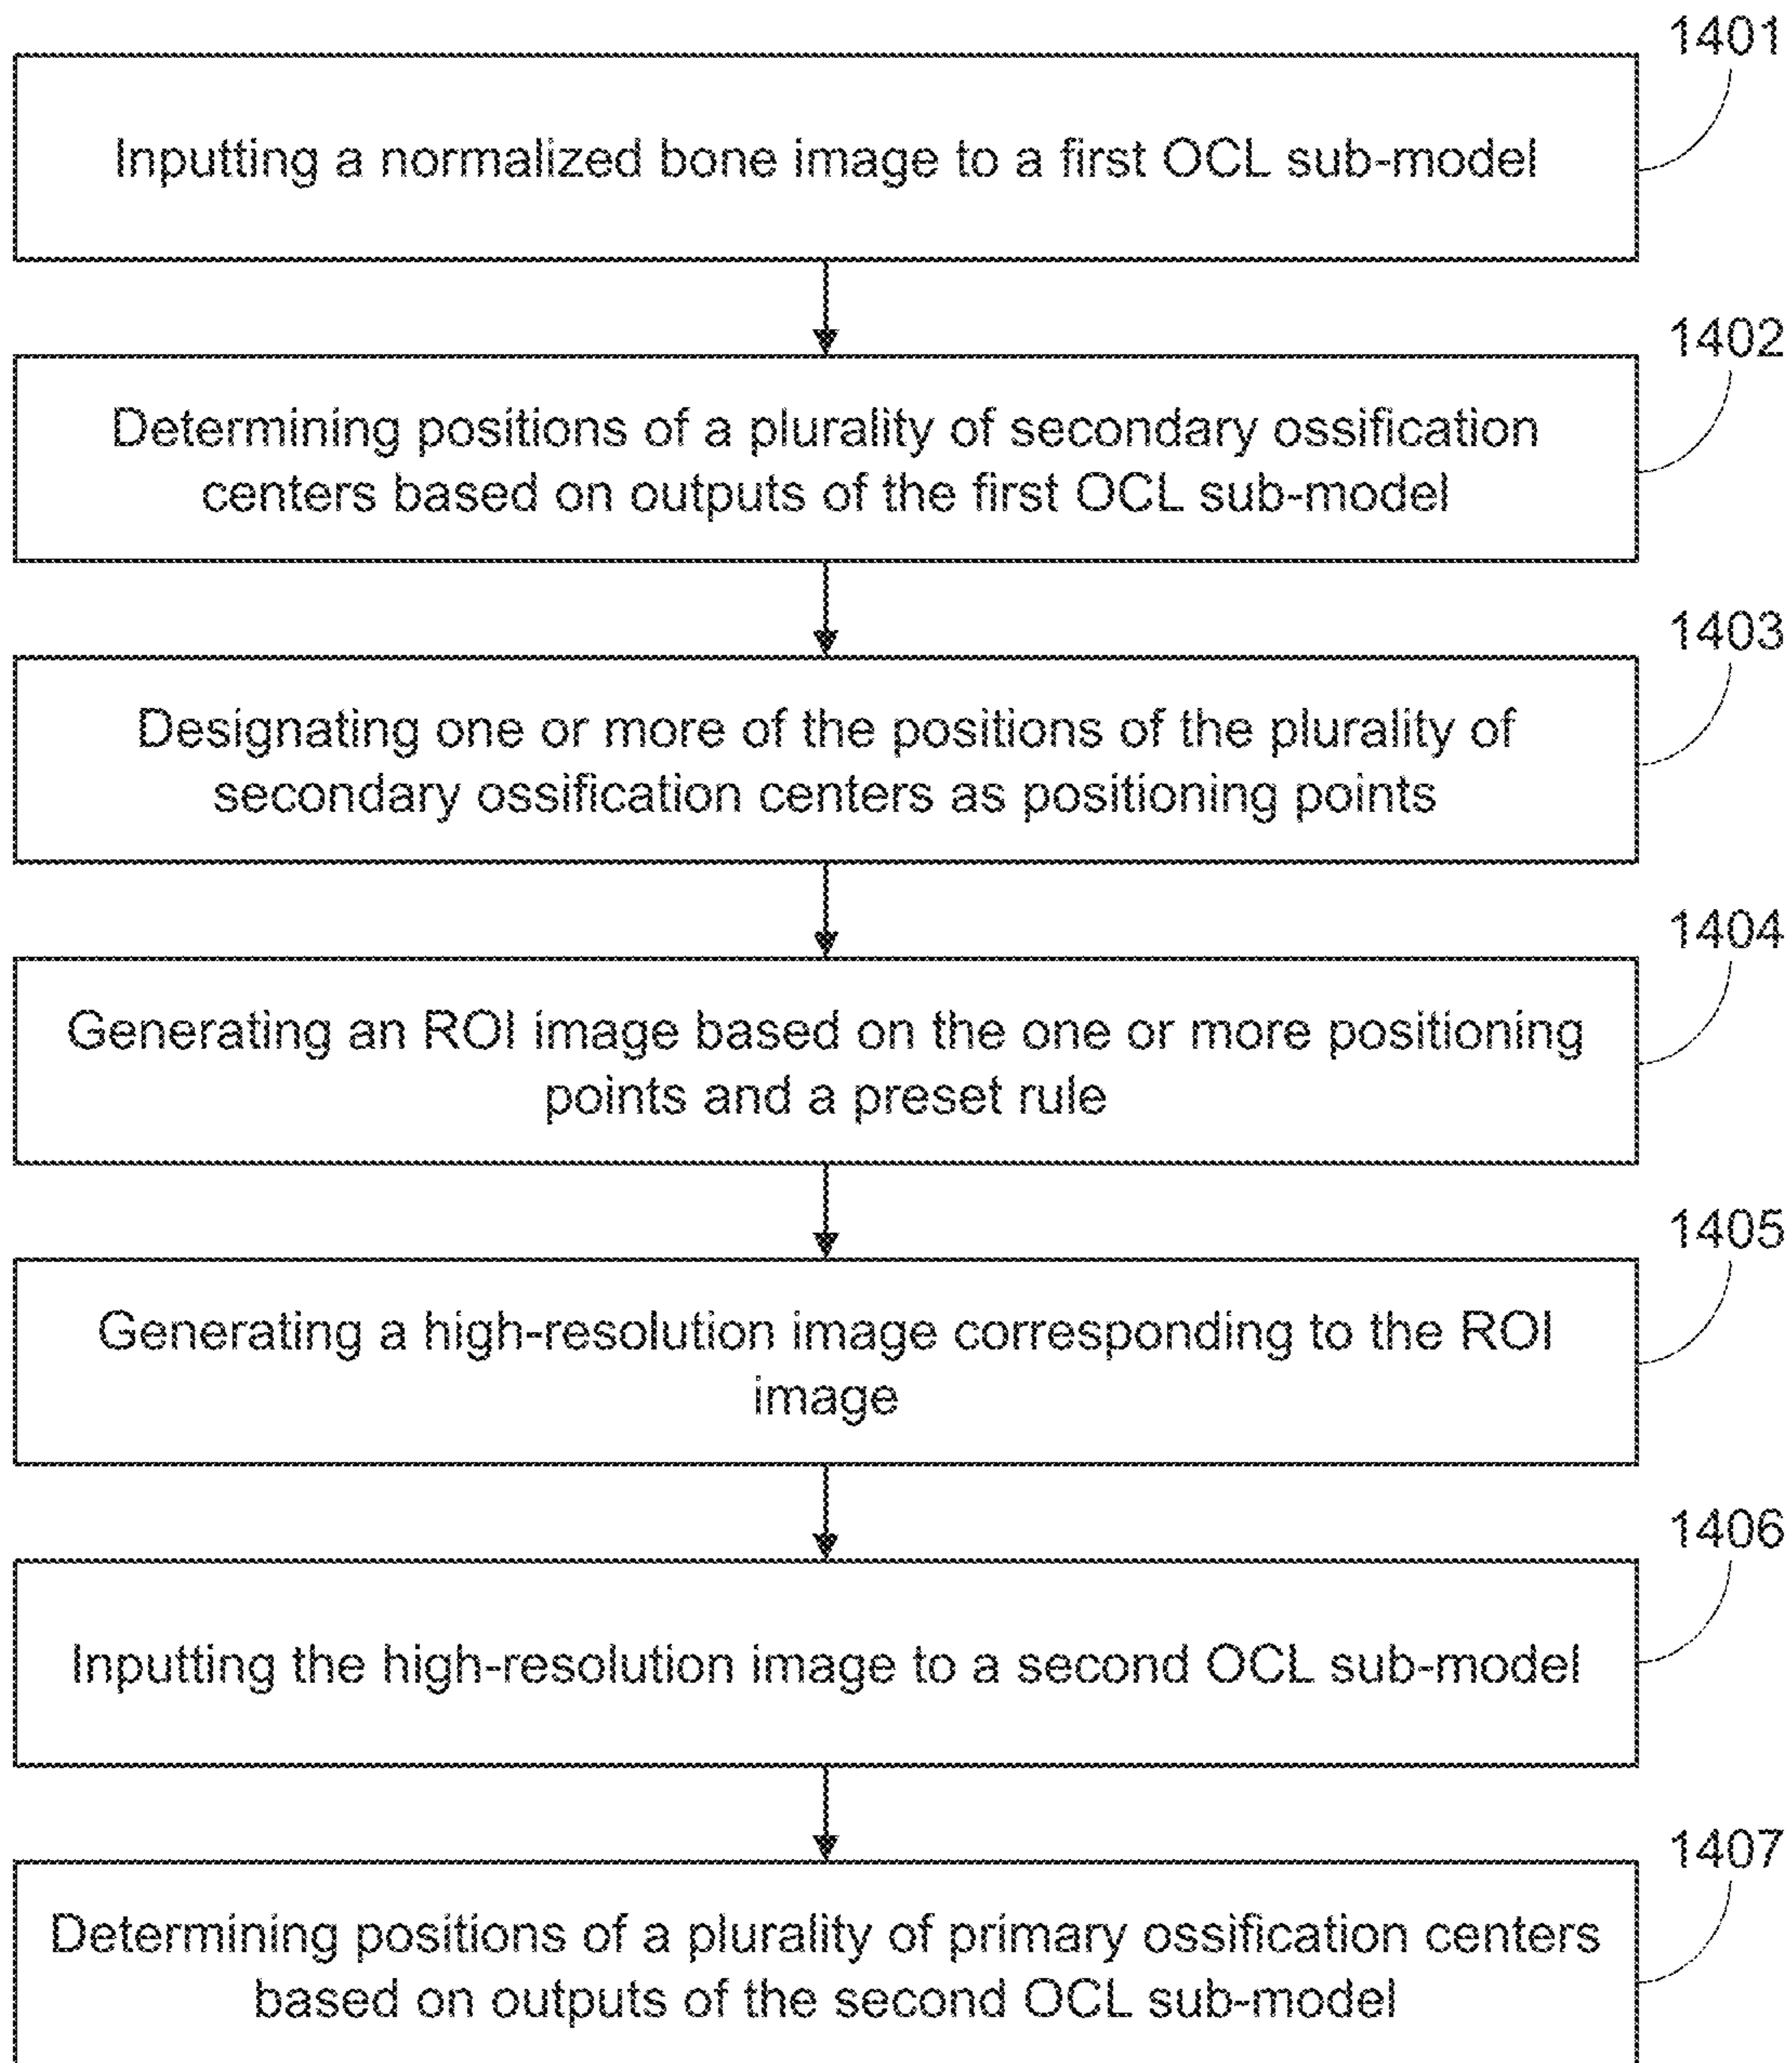 1401
Inputting a normalized bone image to a first OCL sub-model
1402
Determining positions of a plurality of secondary ossification
centers based on outputs of the first OCL sub-model
1403
Designating one or more of the positions of the plurality of
secondary ossification centers as positioning points
1404
Generating an ROI image based on the one or more positioning
points and a preset rule
1405
Generating a high-resolution image corresponding to the ROI
image
1406
Inputting the high-resolution image to a second OCL sub-model
1407
Determining positions of a plurality of primary ossification centers
based on outputs of the second OCL sub-model